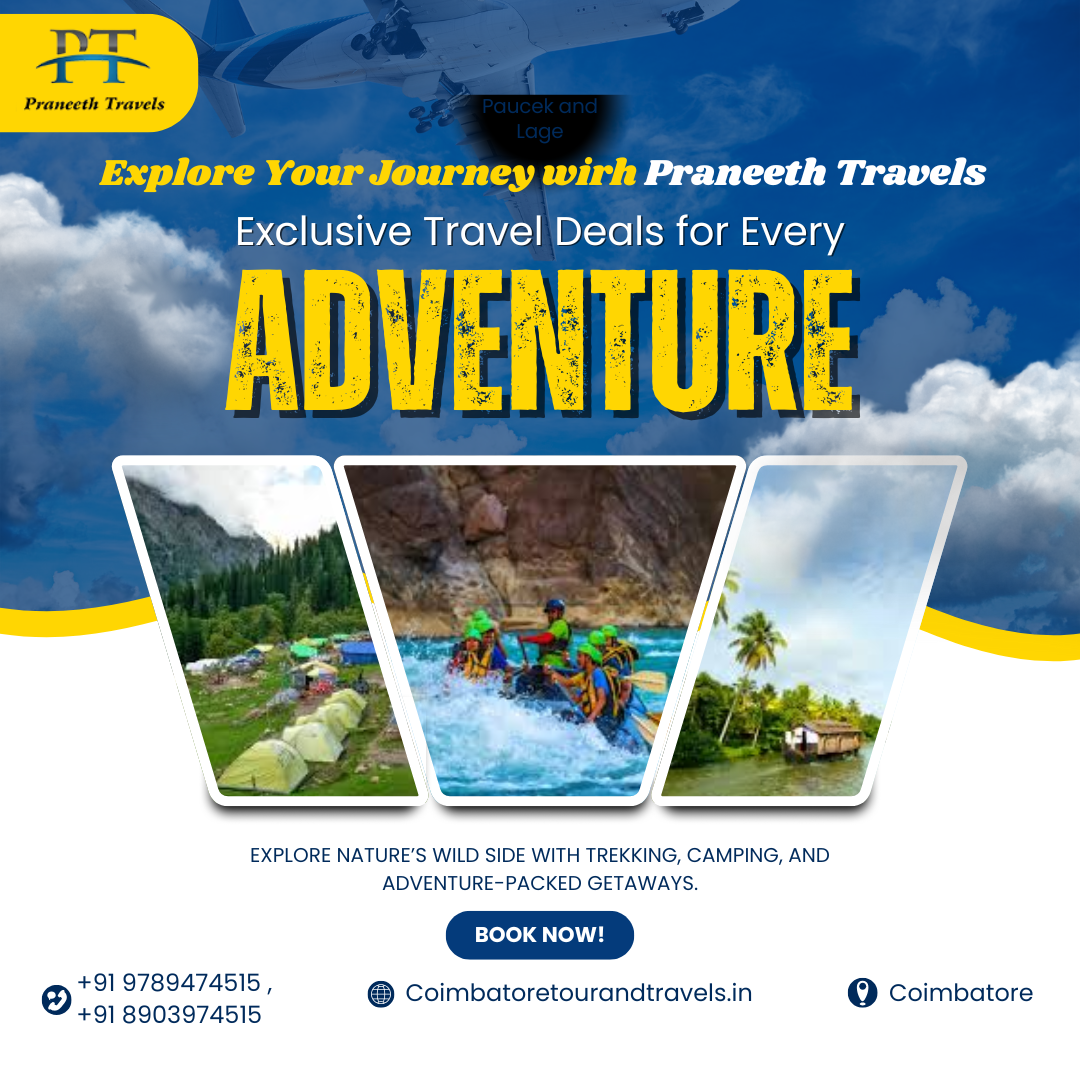 PT
Praneeth Travels
Paucek and
Lage
Explore Your Journey wirh Praneeth Travels
Exclusive Travel Deals for Every
ADVENTURE
EXPLORE NATURE’S WILD SIDE WITH TREKKING, CAMPING, AND
ADVENTURE-PACKED GETAWAYS.
BOOK NOW!
+91 9789474515 ,
+91 8903974515
Coimbatoretourandtravels.in
Coimbatore